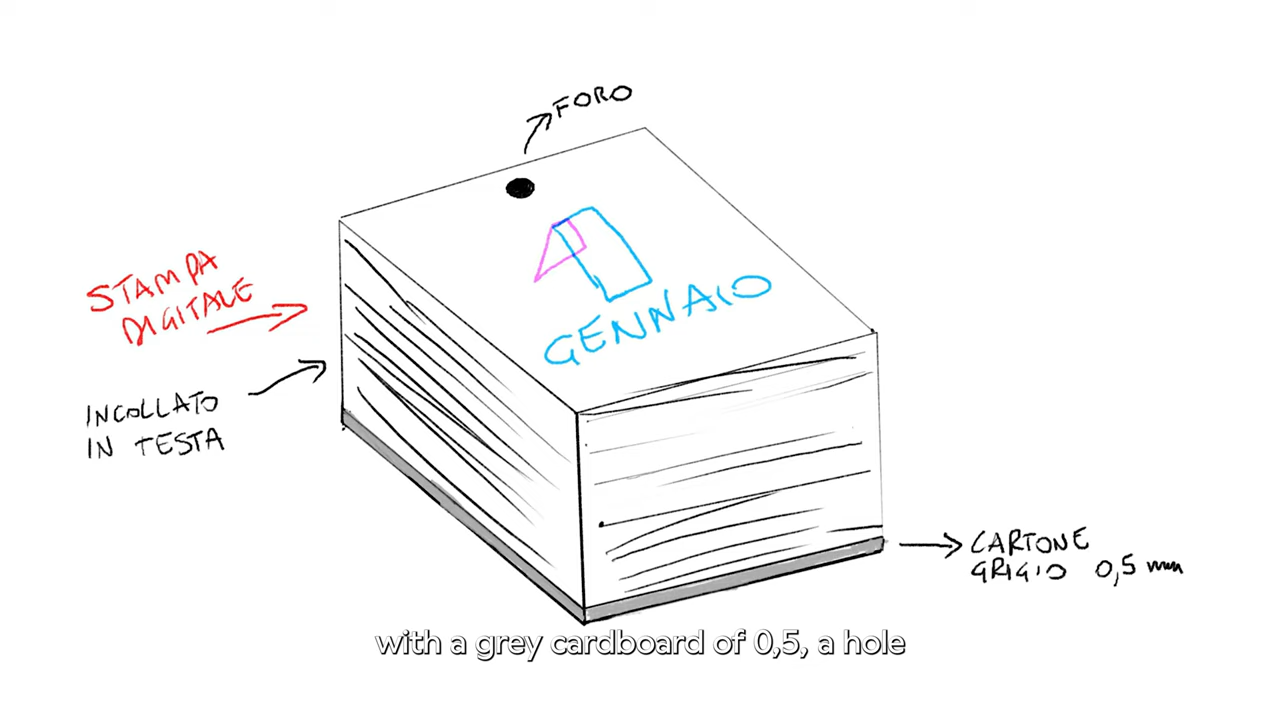 FORO
1
GENNAIO
STAMPA
DIGITALE
INCOLLATO
IN TESTA
CARTONE
GRIGIO 0,5 mm
with a grey cardboard of 0,5, a hole